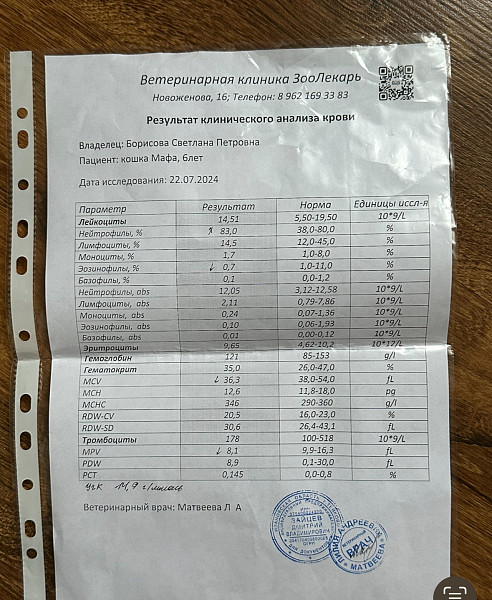 Ветеринарная клиника ЗооЛекарь
Новоженова, 16; Телефон: 8 962 169 33 83
Результат клинического анализа крови
Владелец: Борисова Светлана Петровна
Пациент: кошка Мафа, 6лет
Дата исследования: 22.07.2024
Параметр Результат Норма Единицы иссл-я
Лейкоциты 14,51 5,50-19,50 10*9/L
Нейтрофилы, % 83,0 38,0-80,0 %
Лимфоциты, % 14,5 12,0-45,0 %
Моноциты, % 1,7 1,0-8,0 %
Эозинофилы, % ↓ 0,7 1,0-11,0 %
Базофилы, % 0,1 0,0-1,2 %
Нейтрофилы, abs 12,05 3,12-12,58 10*9/L
Лимфоциты, abs 2,11 0,79-7,86 10*9/L
Моноциты, abs 0,24 0,07-1,36 10*9/L
Эозинофилы, abs 0,10 0,06-1,93 10*9/L
Базофилы, abs 0,01 0,00-0,12 10*9/L
Эритроциты 9,65 4,62-10,2 10*12/L
Гемоглобин 121 85-153 g/l
Гематокрит 35,0 26,0-47,0 %
MCV ↓ 36,3 38,0-54,0 fL
MCH 12,6 11,8-18,0 pg
MCHC 346 290-360 g/l
RDW-CV 20,5 16,0-23,0 %
RDW-SD 30,6 26,4-43,1 fL
Тромбоциты 178 100-518 10*9/L
MPV ↓ 8,1 9,9-16,3 fL
PDW 8,9 0,1-30,0 fL
PCT 0,145 0,0-0,8 %
Ветеринарный врач: Матвеева Л А
ЗАЙЦЕВ
ДМИТРИЙ
ВЛАДИМИРОВИЧ
АНДРЕЕВНА
ВРАЧ
МАТВЕЕВА